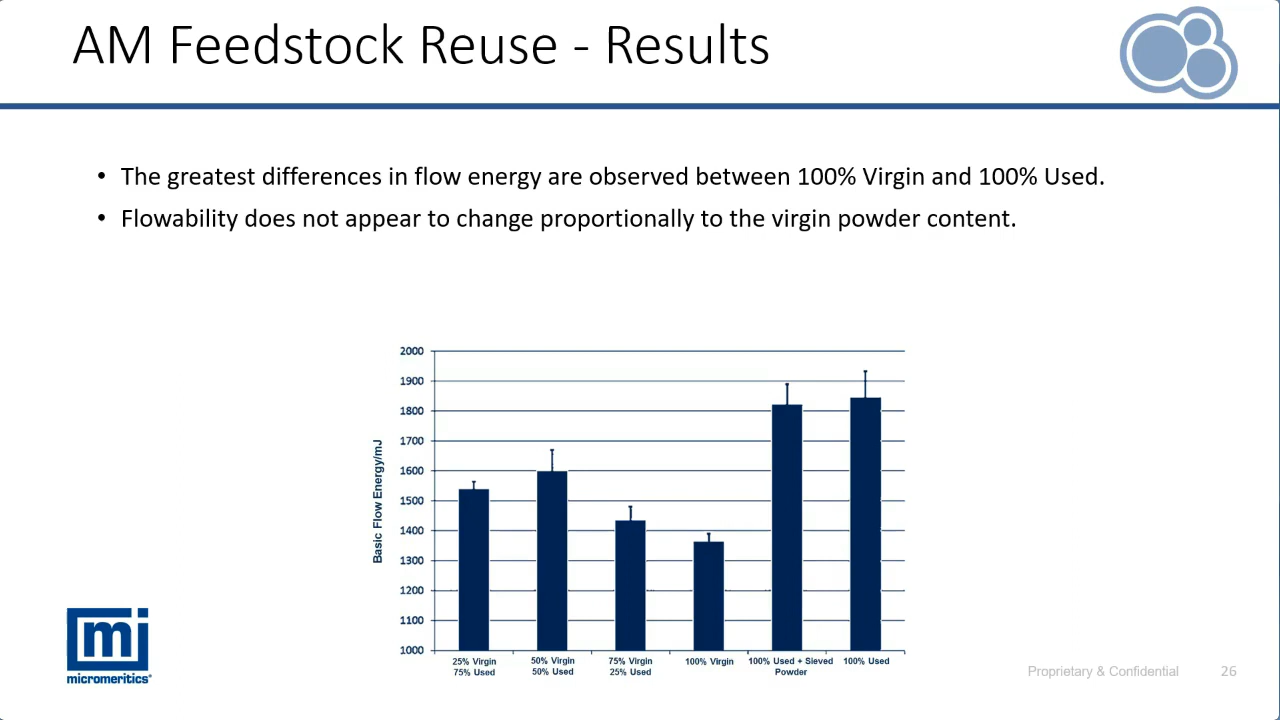 AM Feedstock Reuse - Results
• The greatest differences in flow energy are observed between 100% Virgin and 100% Used.
• Flowability does not appear to change proportionally to the virgin powder content.
Basic Flow Energy/mJ
2000
1900
1800
1700
1600
1500
1400
1300
1200
1100
1000
25% Virgin
75% Used
50% Virgin
50% Used
75% Virgin
25% Used
100% Virgin
100% Used + Sieved
Powder
100% Used
mi
micromeritics®
Proprietary & Confidential
26